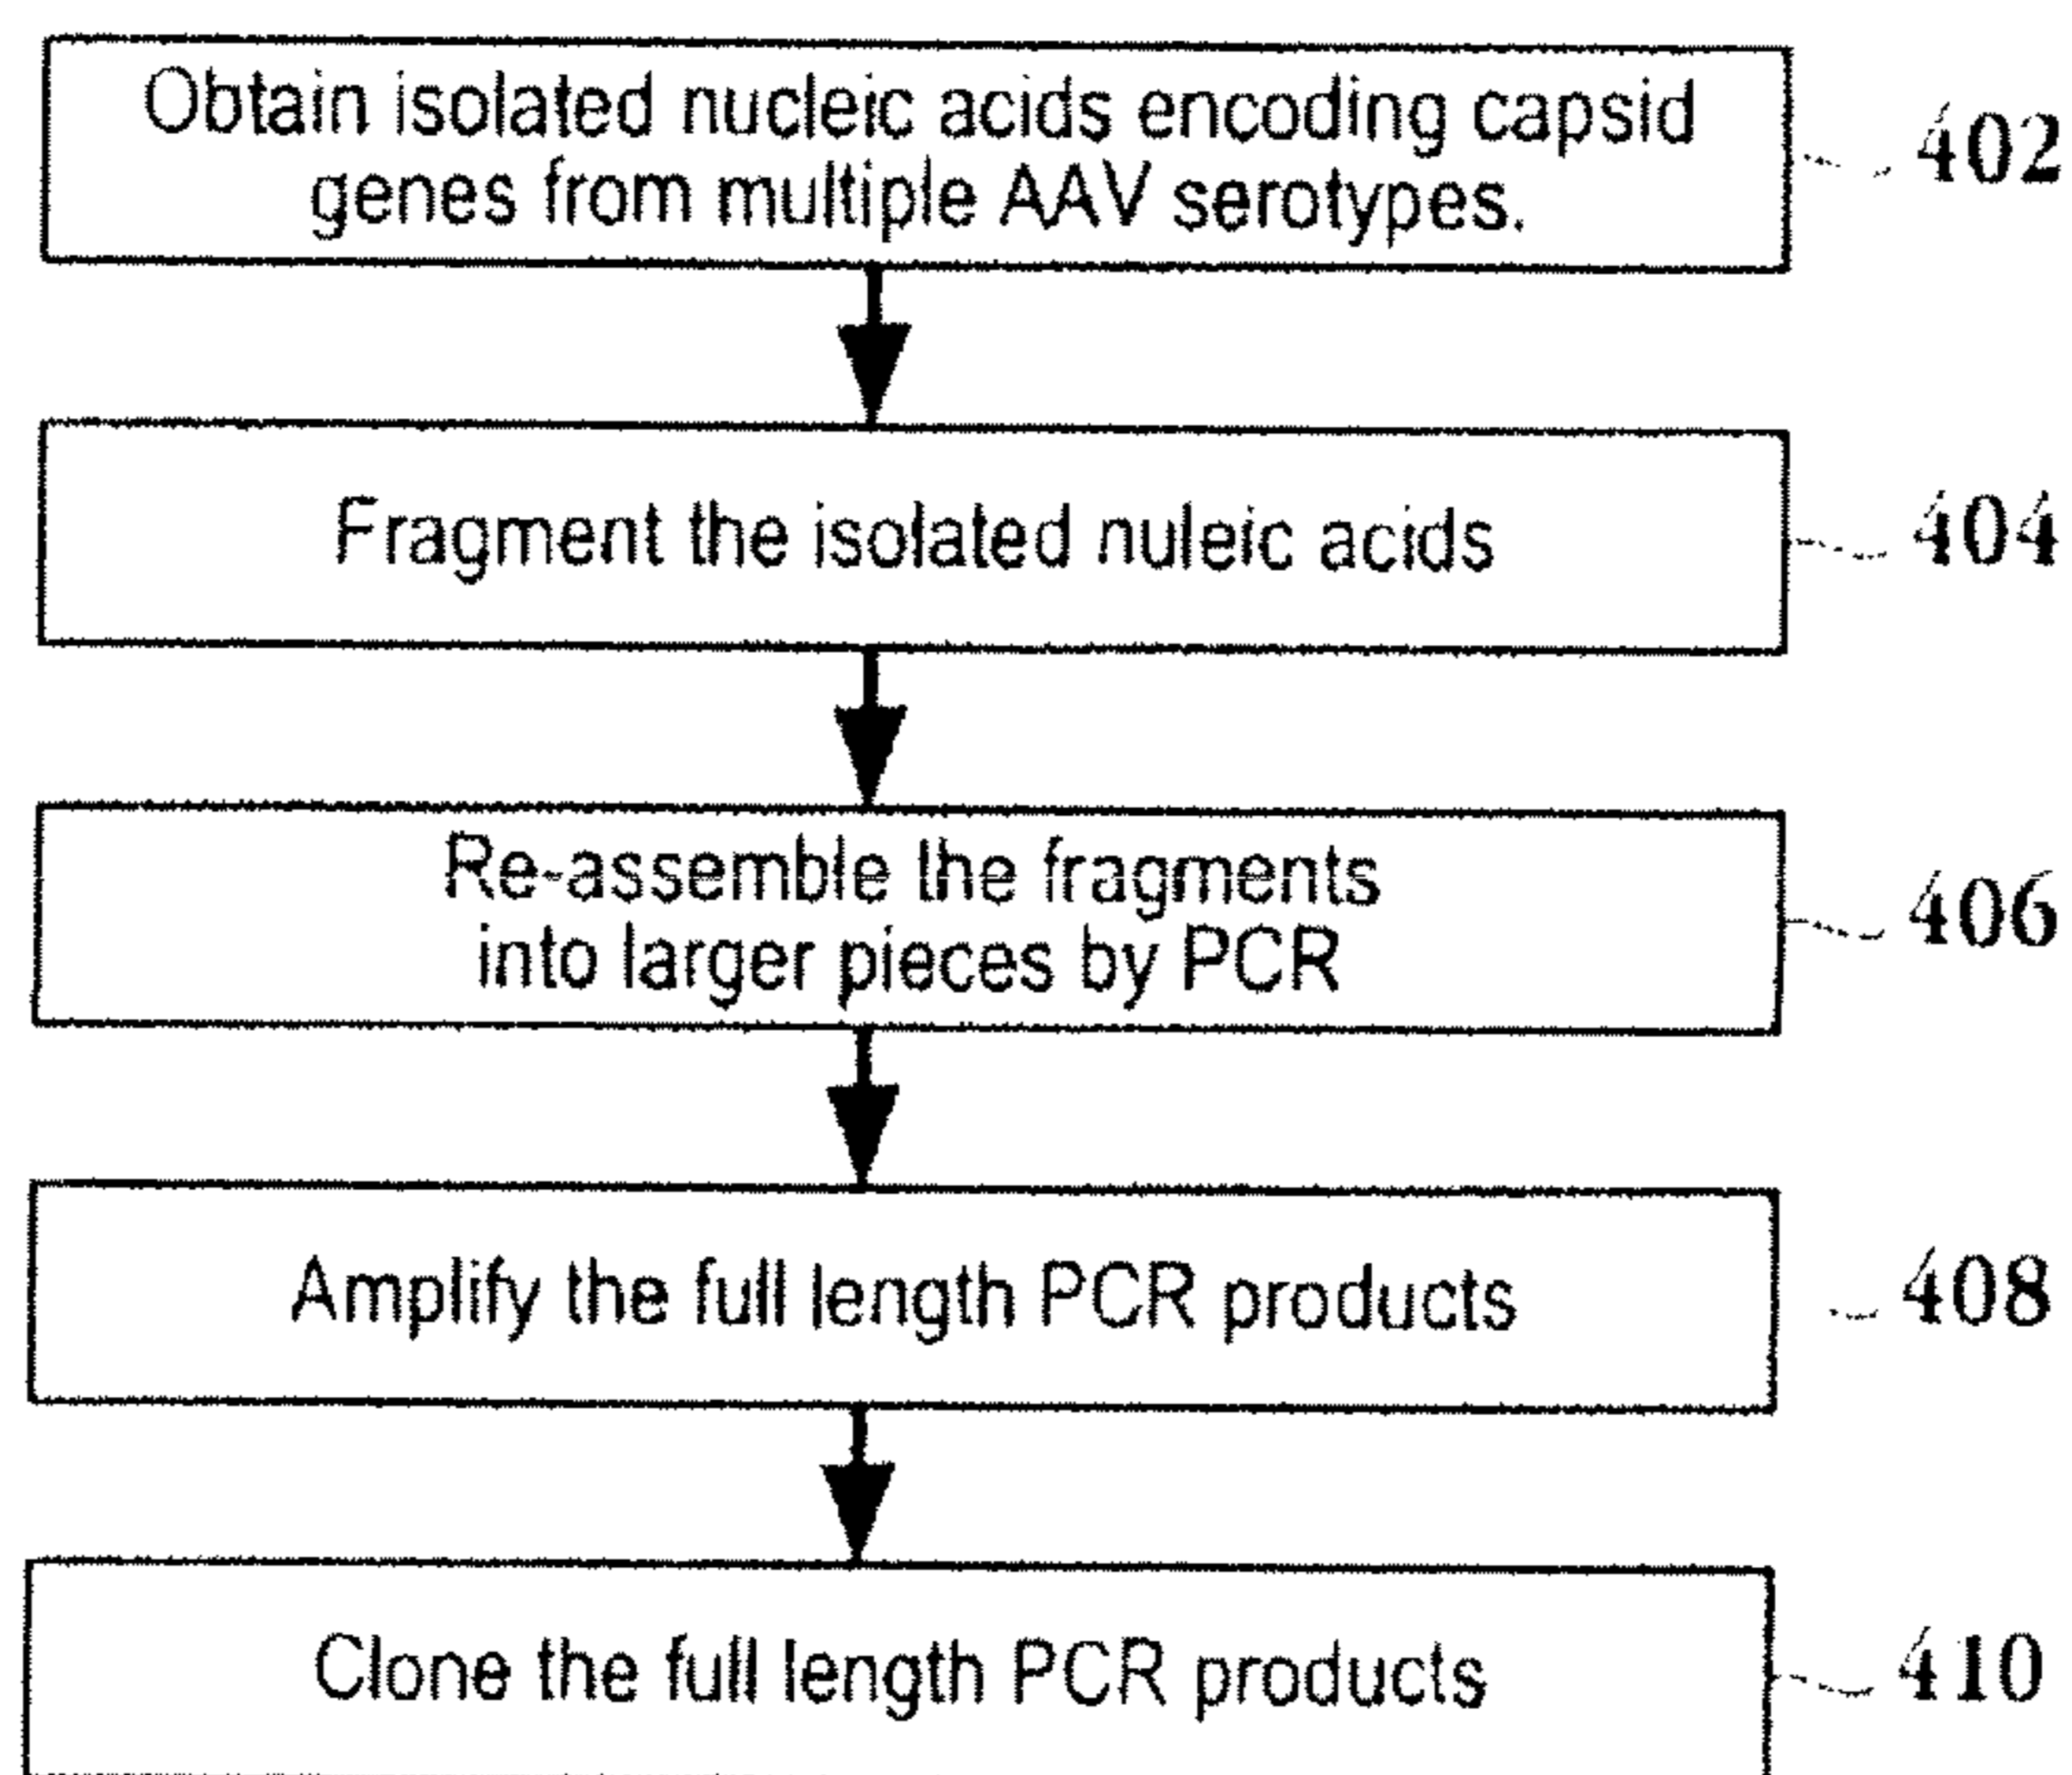 Obtain isolated nucleic acids encoding capsid
genes from multiple AAV serotypes.
402
Fragment the isolated nuleic acids
404
Re-assemble the fragments
into larger pieces by PCR
406
Amplify the full length PCR products
408
Clone the full length PCR products
410